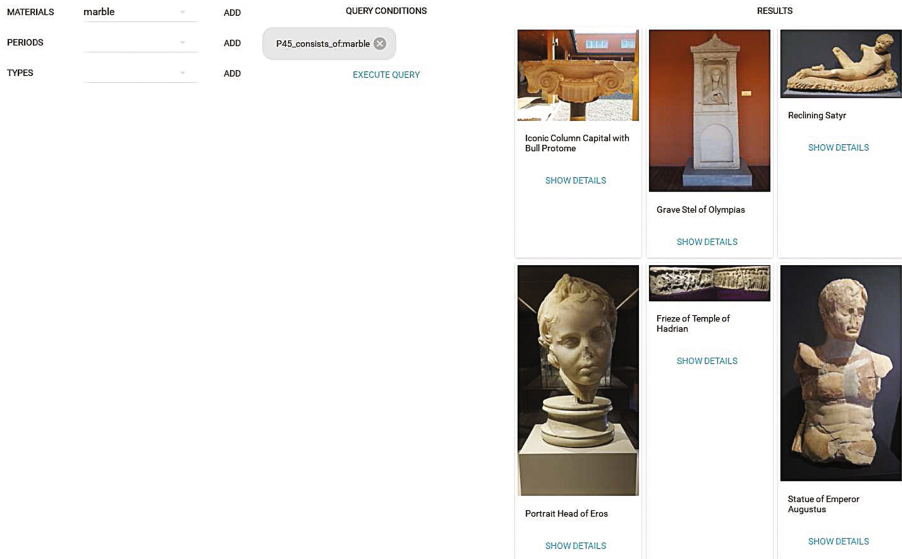 MATERIALS marble ADD
PERIODS ADD
TYPES ADD
QUERY CONDITIONS
P45_consists_of:marble
EXECUTE QUERY
RESULTS
Iconic Column Capital with
Bull Protome
SHOW DETAILS
Grave Stel of Olympias
SHOW DETAILS
Reclining Satyr
SHOW DETAILS
Portrait Head of Eros
SHOW DETAILS
Frieze of Temple of
Hadrian
SHOW DETAILS
Statue of Emperor
Augustus
SHOW DETAILS